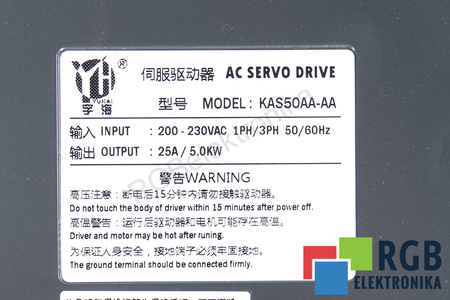 YUHAI ®
宇海
伺服驱动器 AC SERVO DRIVE
型号 MODEL: KAS50AA-AA
输入 INPUT : 200 - 230VAC 1PH/3PH 50/60Hz
输出 OUTPUT : 25A / 5.0KW
警告WARNING
高压注意: 断电后15分钟内请勿接触驱动器.
Do not touch the body of driver within 15 minutes after power off.
高温警告: 运行后驱动器和电机可能存在高温.
Driver and motor may be hot after runing.
为保证人身安全, 接地端子必须牢固接地.
The ground terminal should be connected firmly.
RGBelektronika
RGB
ELEKTRONIKA